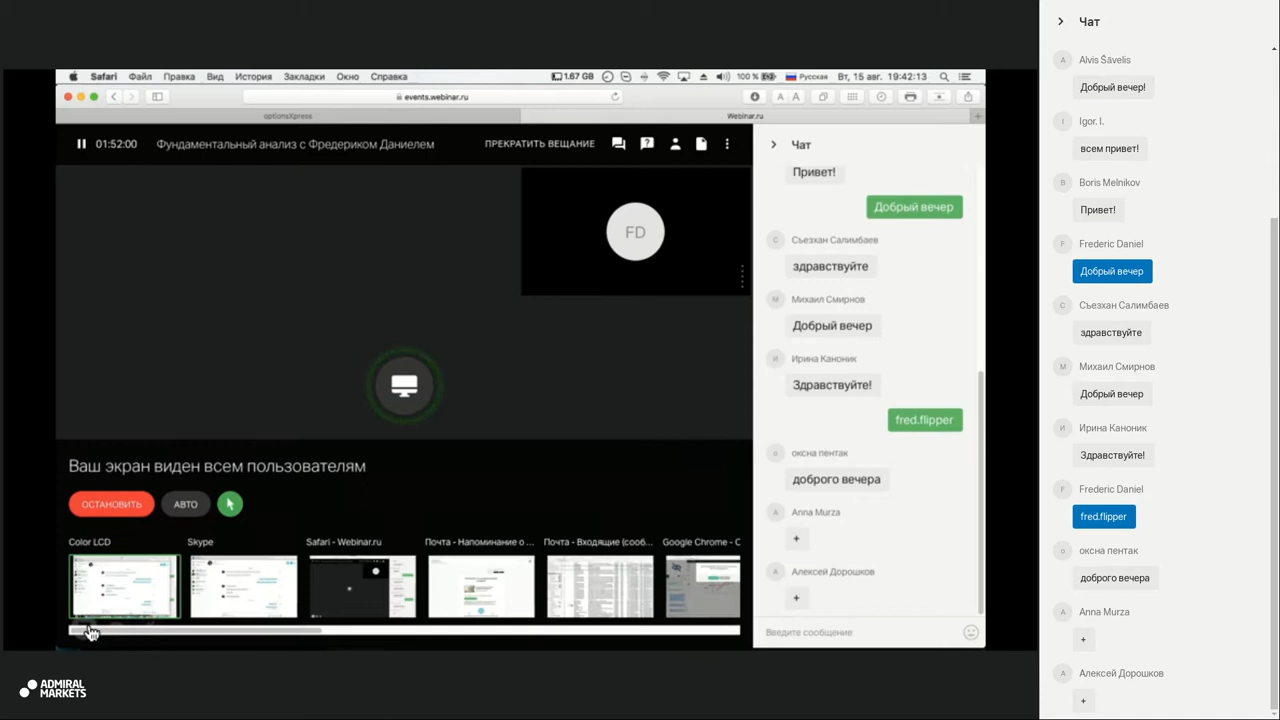 Safari Файл Правка Вид История Закладки Окно Справка 1.67 GB 100 % Русская Вт, 15 авг. 19:42:13
events.webinar.ru
A A
optionsXpress Webinar.ru
01:52:00 Фундаментальный анализ с Фредериком Даниелем ПРЕКРАТИТЬ ВЕЩАНИЕ
FD
Ваш экран виден всем пользователям
ОСТАНОВИТЬ АВТО
Color LCD Skype Safari - Webinar.ru Почта - Напоминание о ... Почта - Входящие (сооб... Google Chrome - C
Чат
Привет!
Добрый вечер
С Съезхан Салимбаев
здравствуйте
М Михаил Смирнов
Добрый вечер
И Ирина Каноник
Здравствуйте!
fred.flipper
о оксна пентак
доброго вечера
A Anna Murza
+
А Алексей Дорошков
+
Введите сообщение
ADMIRAL
MARKETS
Чат
A Alvis Šāvelis
Добрый вечер!
I Igor. I.
всем привет!
B Boris Melnikov
Привет!
F Frederic Daniel
Добрый вечер
С Съезхан Салимбаев
здравствуйте
М Михаил Смирнов
Добрый вечер
И Ирина Каноник
Здравствуйте!
F Frederic Daniel
fred.flipper
о оксна пентак
доброго вечера
A Anna Murza
+
А Алексей Дорошков
+